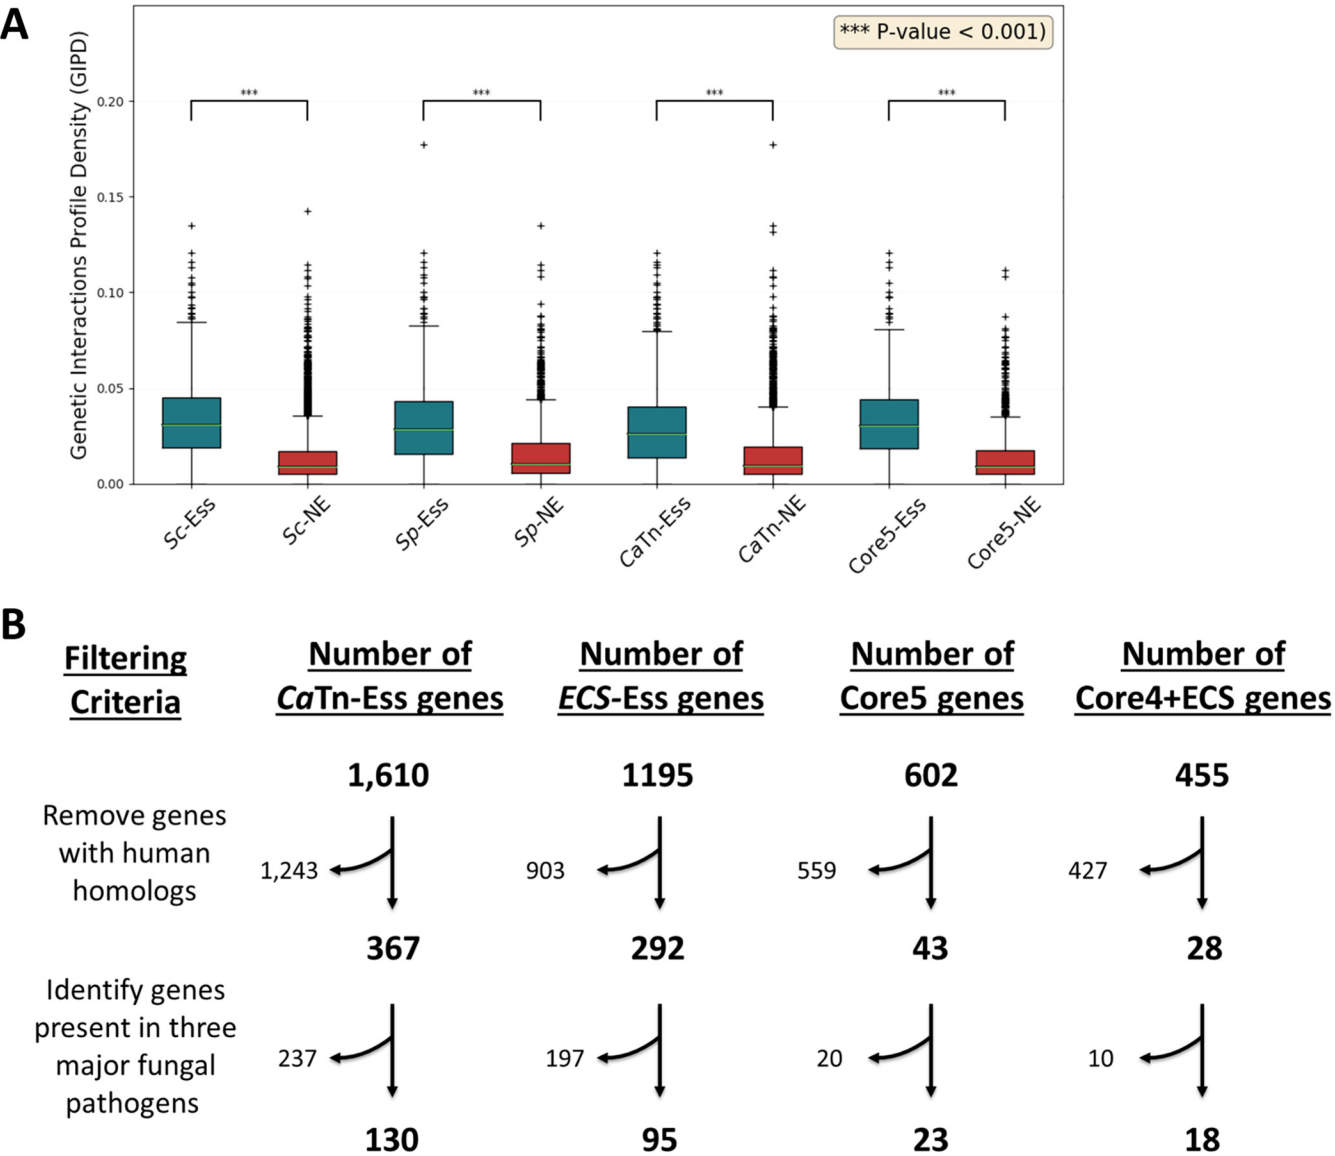 A
*** P-value < 0.001)
Genetic Interactions Profile Density (GIPD)
0.20
0.15
0.10
0.05
0.00
*** *** *** ***
Sc-Ess Sc-NE Sp-Ess Sp-NE CaTn-Ess CaTn-NE Core5-Ess Core5-NE
B
Filtering
Criteria
Number of
CaTn-Ess genes
Number of
ECS-Ess genes
Number of
Core5 genes
Number of
Core4+ECS genes
1,610 1195 602 455
Remove genes
with human
homologs
1,243 903 559 427
367 292 43 28
Identify genes
present in three
major fungal
pathogens
237 197 20 10
130 95 23 18